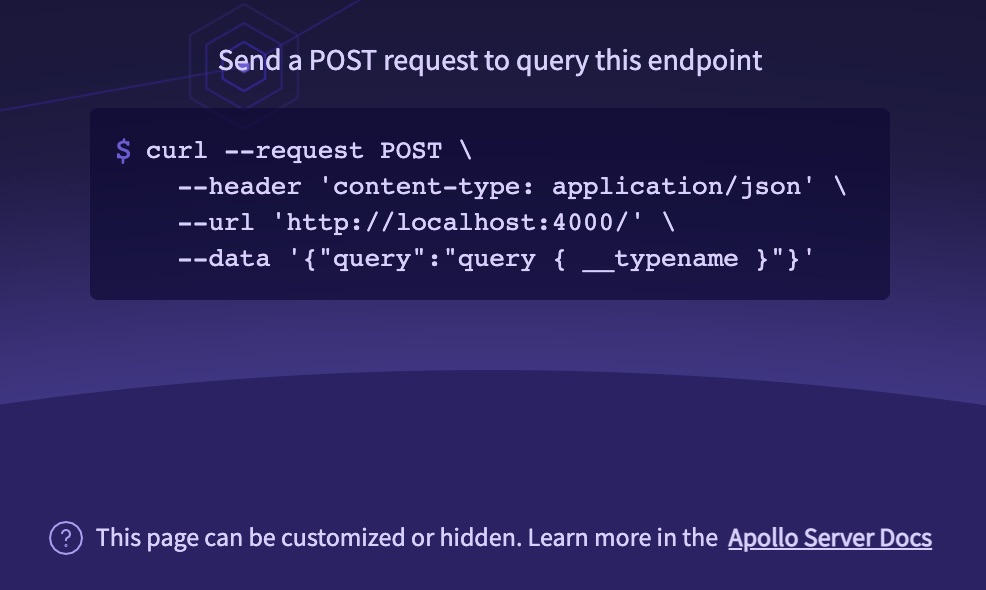 Send a POST request to query this endpoint
$ curl --request POST \
--header 'content-type: application/json' \
--url 'http://localhost:4000/' \
--data '{"query":"query { __typename }"}'
? This page can be customized or hidden. Learn more in the Apollo Server Docs